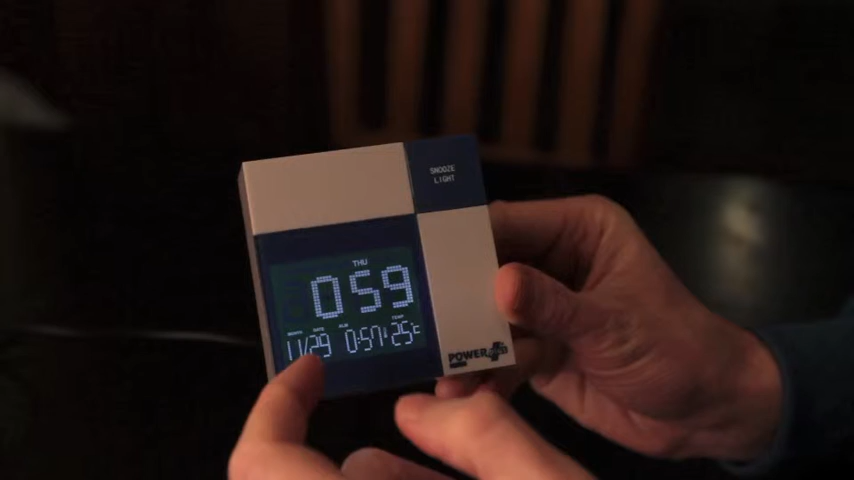 SNOOZE
LIGHT
THU
059
MONTH DATE ALM TEMP
11/29 0:57 25°C
POWER